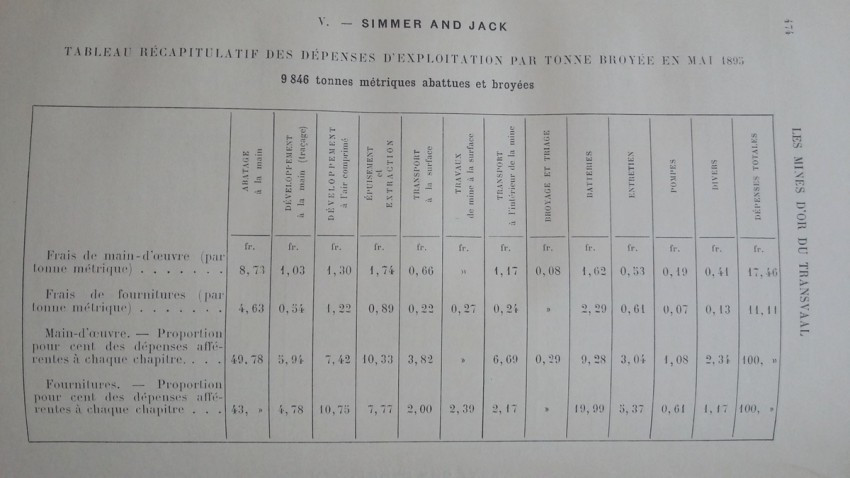 474
LES MINES D'OR DU TRANSVAAL
V. — SIMMER AND JACK
TABLEAU RÉCAPITULATIF DES DÉPENSES D'EXPLOITATION PAR TONNE BROYÉE EN MAI 1895
9 846 tonnes métriques abattues et broyées
ABATAGE
à la main
DÉVELOPPEMENT
à la main (traçage)
DÉVELOPPEMENT
à l'air comprimé
ÉPUISEMENT
et
EXTRACTION
TRANSPORT
à la surface
TRAVAUX
de mine à la surface
TRANSPORT
à l'intérieur de la mine
BROYAGE ET TRIAGE
BATTERIES
ENTRETIEN
POMPES
DIVERS
DÉPENSES TOTALES
fr. fr. fr. fr. fr. fr. fr. fr. fr. fr. fr. fr. fr.
Frais de main-d'œuvre (par
tonne métrique) . . . . . . . 8,73 1,03 1,30 1,74 0,66 » 1,17 0,08 1,62 0,53 0,19 0,41 17,46
Frais de fournitures (par
tonne métrique) . . . . . . . 4,63 0,54 1,22 0,89 0,22 0,27 0,24 » 2,29 0,61 0,07 0,13 11,11
Main-d'œuvre. — Proportion
pour cent des dépenses affé-
rentes à chaque chapitre. . . . 49.78 5,94 7,42 10,33 3,82 » 6,69 0,29 9,28 3,04 1,08 2,34 100, »
Fournitures. — Proportion
pour cent des dépenses affé-
rentes à chaque chapitre . . . 43, » 4,78 10,75 7,77 2,00 2,39 2,17 » 19,99 5,37 0,61 1,17 100, »